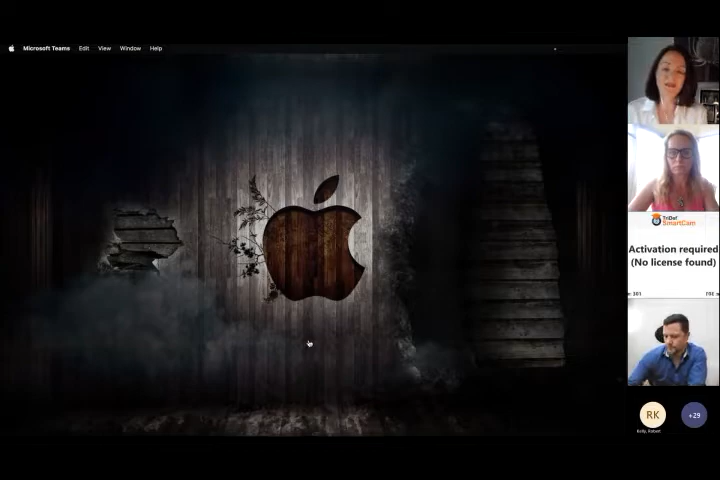 Microsoft Teams Edit View Window Help
TriDef
SmartCam
Activation required
(No license found)
RK
+29
Kelly, Robert